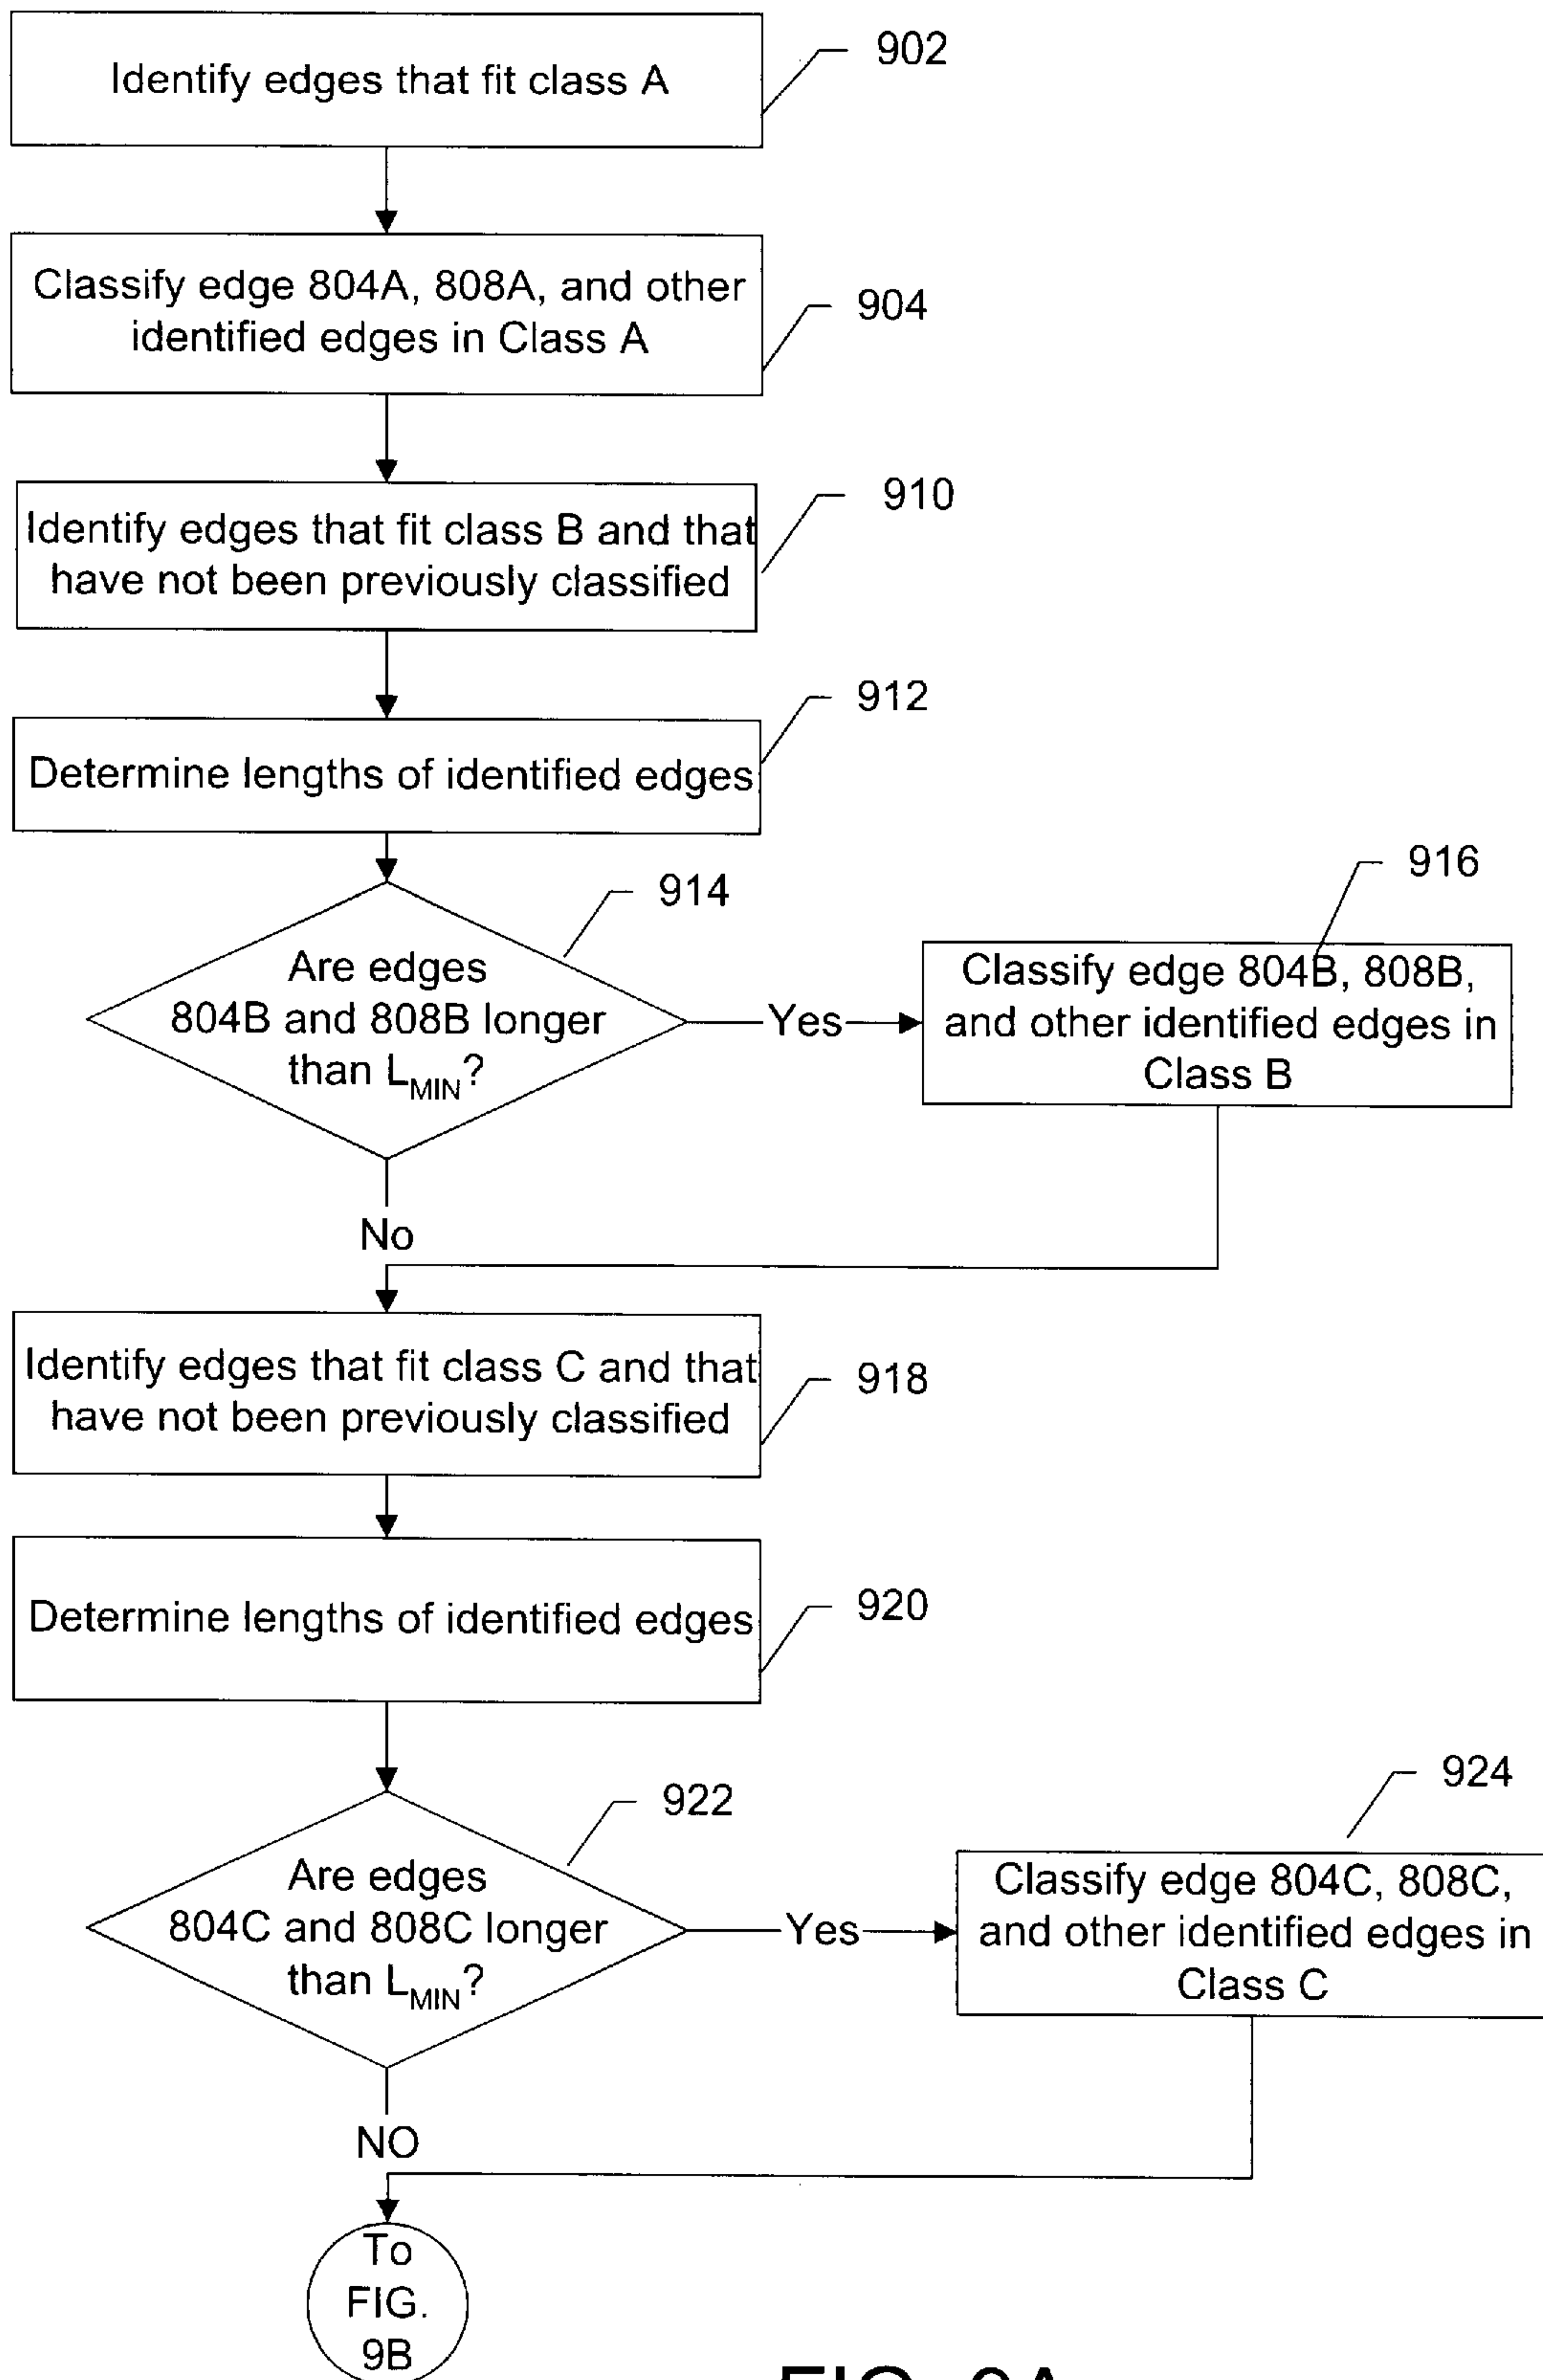 Identify edges that fit class A
902
Classify edge 804A, 808A, and other
identified edges in Class A
904
Identify edges that fit class B and that
have not been previously classified
910
Determine lengths of identified edges
912
Are edges
804B and 808B longer
than LMIN?
914
Yes
Classify edge 804B, 808B,
and other identified edges in
Class B
916
No
Identify edges that fit class C and that
have not been previously classified
918
Determine lengths of identified edges
920
Are edges
804C and 808C longer
than LMIN?
922
Yes
Classify edge 804C, 808C,
and other identified edges in
Class C
924
NO
To
FIG.
9B
FIG. 9A